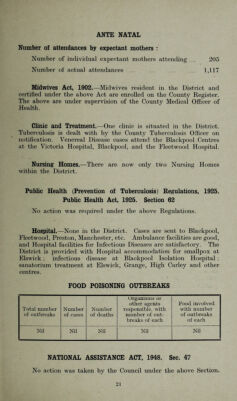 ANTE NATAL
Number of attendances by expectant mothers :
Number of individual expectant mothers attending ... 205
Number of actual attendances ... 1,117
Midwives Act, 1902.—Midwives resident in the District and
certified under the above Act are enrolled on the County Register.
The above are under supervision of the County Medical Officer of
Health.
Clinic and Treatment.—One clinic is situated in the District.
Tuberculosis is dealt with by the County Tuberculosis Officer on
notification. Venereal Disease cases attend the Blackpool Centres
at the Victoria Hospital, Blackpool, and the Fleetwood Hospital.
Nursing Homes.—There are now only two Nursing Homes
within the District.
Public Health (Prevention of Tuberculosis) Regulations, 1925.
Public Health Act, 1925. Section 62
No action was required under the above Regulations.
Hospital.—None in the District. Cases are sent to Blackpool,
Fleetwood, Preston, Manchester, etc. Ambulance facilities are good,
and Hospital facilities for Infectious Diseases are satisfactory. The
District is provided with Hospital accommodation for smallpox at
Elswick; infectious disease at Blackpool Isolation Hospital;
sanatorium treatment at Elswick, Grange, High Carley and other
centres.
FOOD POISONING OUTBREAKS
Total number of outbreaks | Number of cases | Number of deaths | Organisms or other agents responsible, with number of out-breaks of each | Food involved with number of outbreaks of each
Nil | Nil | Nil | Nil | Nil
NATIONAL ASSISTANCE ACT, 1948. Sec. 47
No action was taken by the Council under the above Section.
21